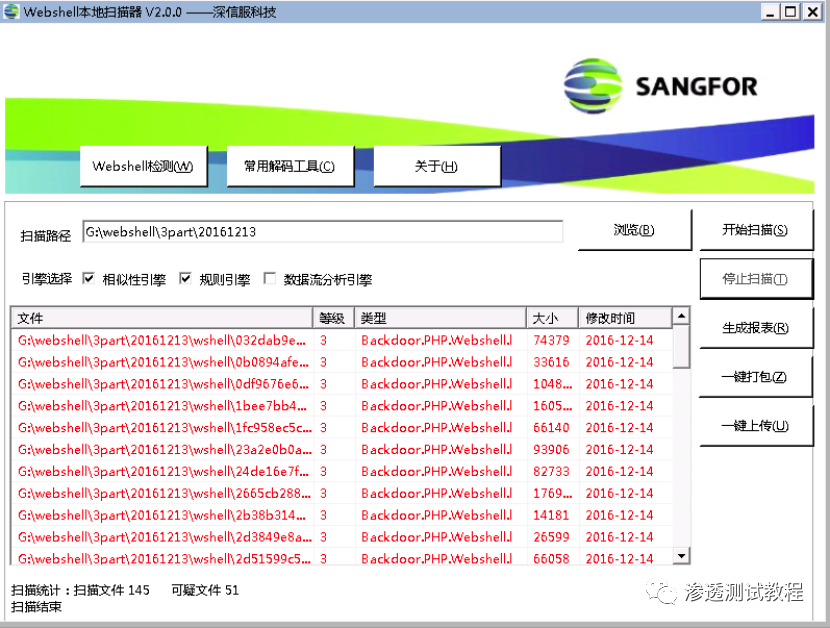 Webshell本地扫描器 V2.0.0 ——深信服科技
SANGFOR
Webshell检测(W) 常用解码工具(C) 关于(H)
扫描路径 G:\webshell\3part\20161213 浏览(B) 开始扫描(S)
引擎选择 相似性引擎 规则引擎 数据流分析引擎 停止扫描(T)
生成报表(R)
一键打包(Z)
一键上传(U)
文件 等级 类型 大小 修改时间
G:\webshell\3part\20161213\wshell\032dab9e... 3 Backdoor.PHP.Webshell.l 74379 2016-12-14
G:\webshell\3part\20161213\wshell\0b0894afe... 3 Backdoor.PHP.Webshell.l 33616 2016-12-14
G:\webshell\3part\20161213\wshell\0df9676e6... 3 Backdoor.PHP.Webshell.l 1048... 2016-12-14
G:\webshell\3part\20161213\wshell\1bee7bb4... 3 Backdoor.PHP.Webshell.l 1605... 2016-12-14
G:\webshell\3part\20161213\wshell\1fc958ec5c... 3 Backdoor.PHP.Webshell.l 66140 2016-12-14
G:\webshell\3part\20161213\wshell\23a2e0b0a... 3 Backdoor.PHP.Webshell.l 93906 2016-12-14
G:\webshell\3part\20161213\wshell\24de16e7f... 3 Backdoor.PHP.Webshell.l 82733 2016-12-14
G:\webshell\3part\20161213\wshell\2665cb288... 3 Backdoor.PHP.Webshell.l 1769... 2016-12-14
G:\webshell\3part\20161213\wshell\2b38b314... 3 Backdoor.PHP.Webshell.l 14181 2016-12-14
G:\webshell\3part\20161213\wshell\2d3849e8a... 3 Backdoor.PHP.Webshell.l 26599 2016-12-14
G:\webshell\3part\20161213\wshell\2d51599c5... 3 Backdoor.PHP.Webshell.l 66058 2016-12-14
扫描统计：扫描文件 145 可疑文件 51
扫描结束
渗透测试教程